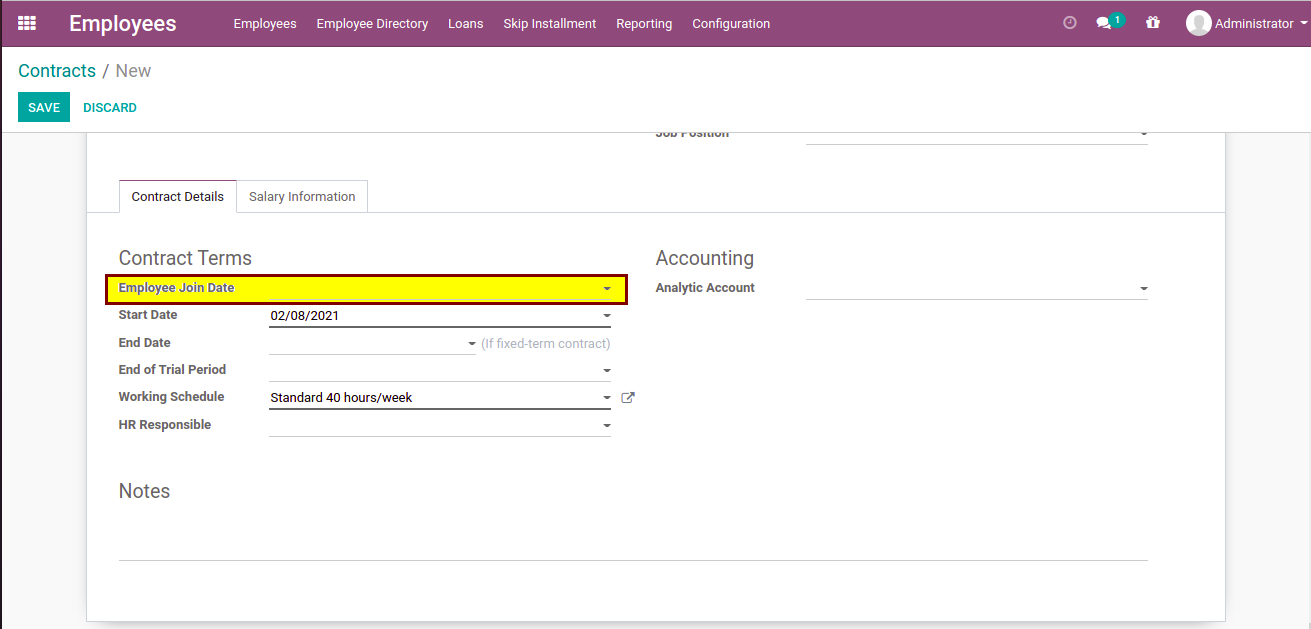 Employees Employees Employee Directory Loans Skip Installment Reporting Configuration 1 Administrator
Contracts / New
SAVE DISCARD
Job Position
Contract Details Salary Information
Contract Terms Accounting
Employee Join Date Analytic Account
Start Date 02/08/2021
End Date (If fixed-term contract)
End of Trial Period
Working Schedule Standard 40 hours/week
HR Responsible
Notes